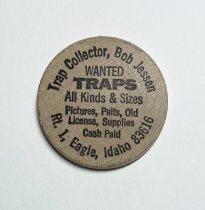 Trap Collector, Bob Jessen
WANTED
TRAPS
All Kinds & Sizes
Pictures, Pelts, Old
License, Supplies
Cash Paid
Rt. 1, Eagle, Idaho 83616